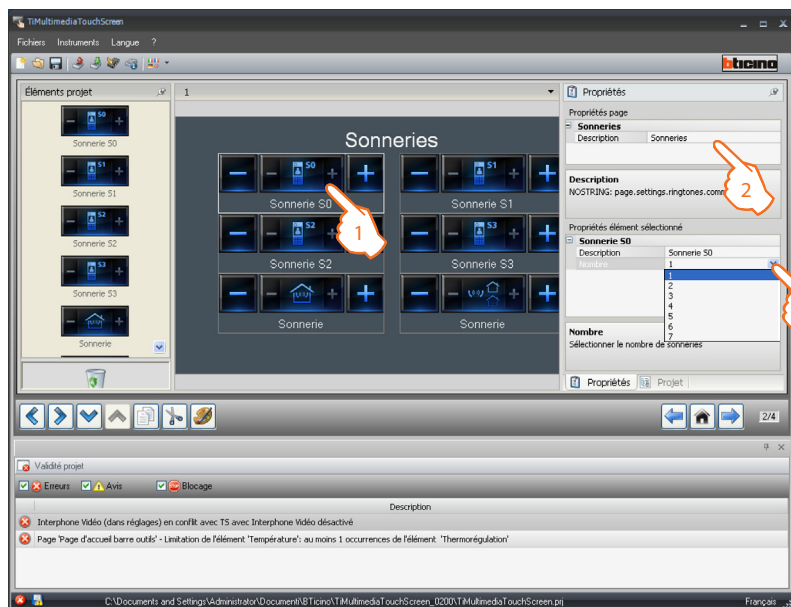 TiMultimediaTouchScreen
Fichiers Instruments Langue ?
bticino
Éléments projet
1
Propriétés
S0
Sonnerie S0
S1
Sonnerie S1
S2
Sonnerie S2
S3
Sonnerie S3
Sonnerie
Sonneries
S0
Sonnerie S0
S1
Sonnerie S1
S2
Sonnerie S2
S3
Sonnerie S3
Sonnerie
Sonnerie
1
Propriétés page
Sonneries
Description Sonneries
Description
NOSTRING: page.settings.ringtones.comm
2
Propriétés élément sélectionné
Sonnerie S0
Description Sonnerie S0
Nombre 1
1
2
3
4
5
6
7
Nombre
Sélectionner le nombre de sonneries
Propriétés Projet
2/4
Validité projet
Erreurs Avis STOP Blocage
Description
Interphone Vidéo (dans réglages) en conflit avec TS avec Interphone Vidéo désactivé
Page 'Page d'accueil barre outils' - Limitation de l'élément 'Température': au moins 1 occurrences de l'élément 'Thermorégulation'
C:\Documents and Settings\Administrator\Documenti\BTicino\TiMultimediaTouchScreen_0200\TiMultimediaTouchScreen.prj
Français